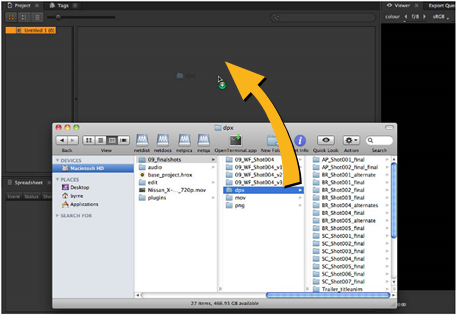 Project
Tags
Viewer
Export Que
Untitled 1 (0)
colour
f/8
sRGB
dpx
Back
View
netdist
netdocs
netpics
netsp
OpenTerminal.app
New Fol
Get Info
Quick Look
Action
Search
DEVICES
Macintosh HD
PLACES
Desktop
byrne
Applications
SEARCH FOR
09_finalshots
audio
base_project.hrox
edit
Nissan_X-..._720p.mov
plugins
09_WF_Shot004
09_WF_Shot004_v1
09_WF_Shot004_v2
09_WF_Shot004_v3
dpx
mov
png
AP_Shot001_final
AP_Shot002_final_final
BR_Shot001_alternate
BR_Shot001_final
BR_Shot002_final
BR_Shot003_final
BR_Shot004_alternates
BR_Shot004_final
BR_Shot005_alternate
BR_Shot005_final
SC_Shot001_final
SC_Shot002_final
SC_Shot003_final
SC_Shot004_final
SC_Shot005_final
SC_Shot006_final
SC_Shot007_final
Trailer_titleanim
Spreadsheet
Event
Status
27 items, 466.93 GB available